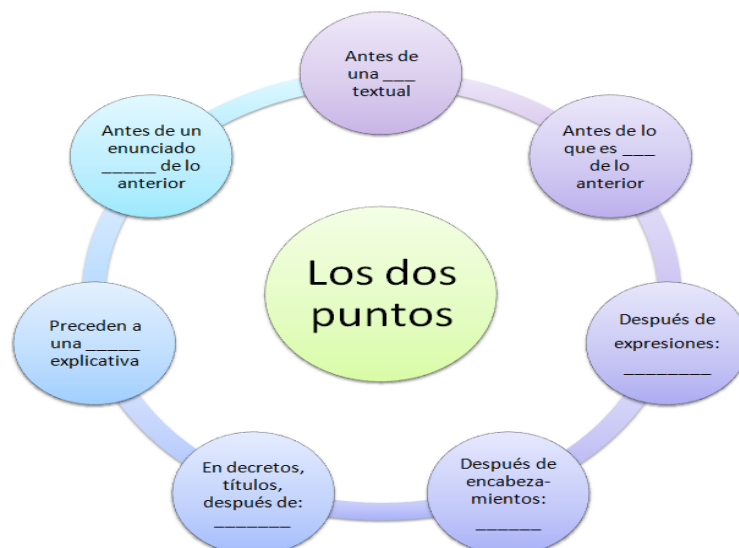 Antes de
una ___
textual
Antes de lo
que es ___
de lo
anterior
Después de
expresiones:
________
Después de
encabeza-
mientos:
______
En decretos,
títulos,
después de:
_______
Preceden a
una _____
explicativa
Antes de un
enunciado
_____ de lo
anterior
Los dos
puntos